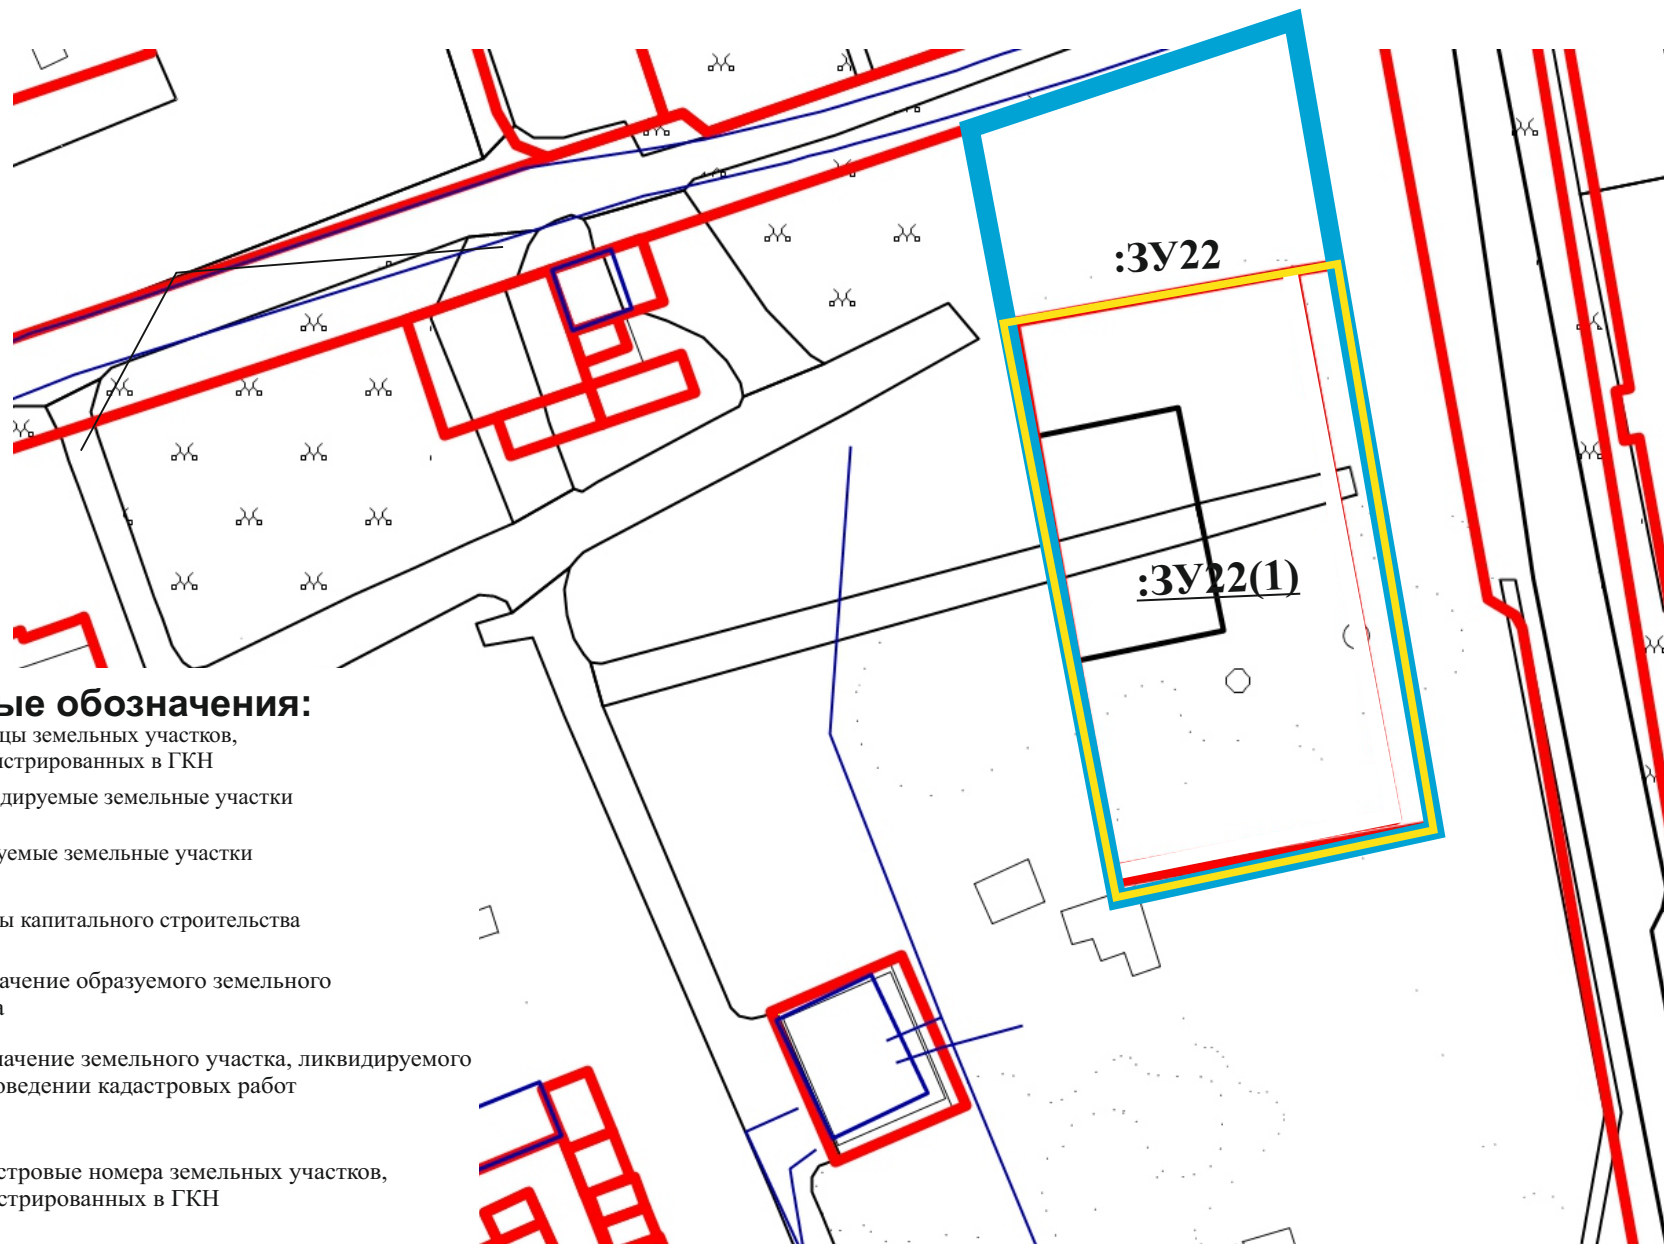 :ЗУ22
:ЗУ22(1)
ые обозначения:
цы земельных участков,
истрированных в ГКН
дируемые земельные участки
уемые земельные участки
ы капитального строительства
ачение образуемого земельного
а
начение земельного участка, ликвидируемого
оведении кадастровых работ
стровые номера земельных участков,
стрированных в ГКН